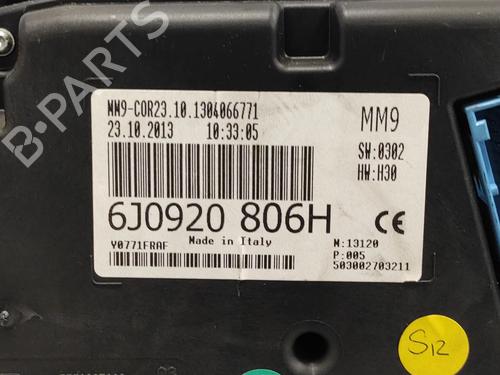 MM9-COR23.10.1304066771
23.10.2013 10:33:05
MM9
SW:0302
HW:H30
6J0920 806H
CE
Made in Italy
Y0771FRAF
M:13120
P:005
503002703211
S12
B-PARTS